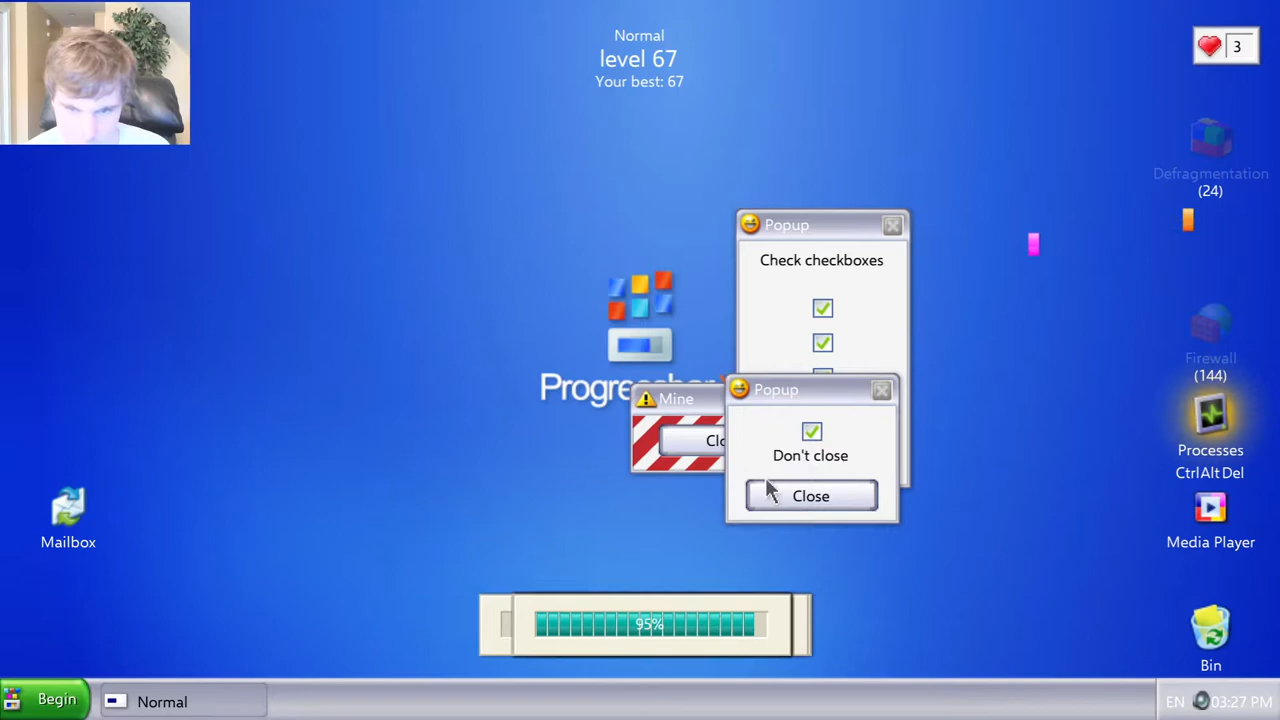 Normal
level 67
Your best: 67
3
Defragmentation
(24)
Popup
Check checkboxes
Firewall
(144)
Mine
Popup
Don't close
Close
Processes
CtrlAltDel
Mailbox
Media Player
95%
Bin
Begin
Normal
EN
03:27 PM